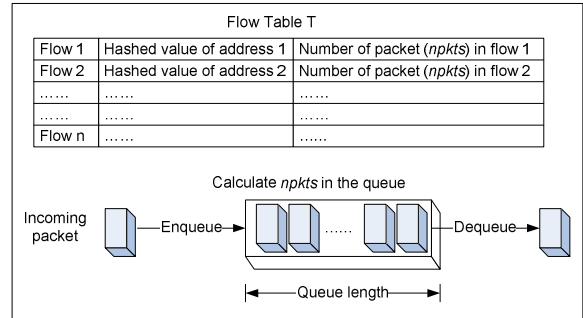 Flow Table T
Flow 1 Hashed value of address 1 Number of packet (npkts) in flow 1
Flow 2 Hashed value of address 2 Number of packet (npkts) in flow 2
…… …… ……
…… …… ……
Flow n …… ……
Calculate npkts in the queue
Incoming packet
Enqueue
……
Dequeue
Queue length